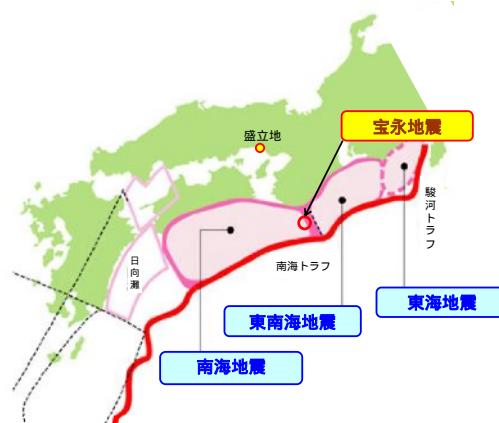 宝永地震
盛立地
駿河トラフ
日向灘
南海トラフ
東海地震
東南海地震
南海地震